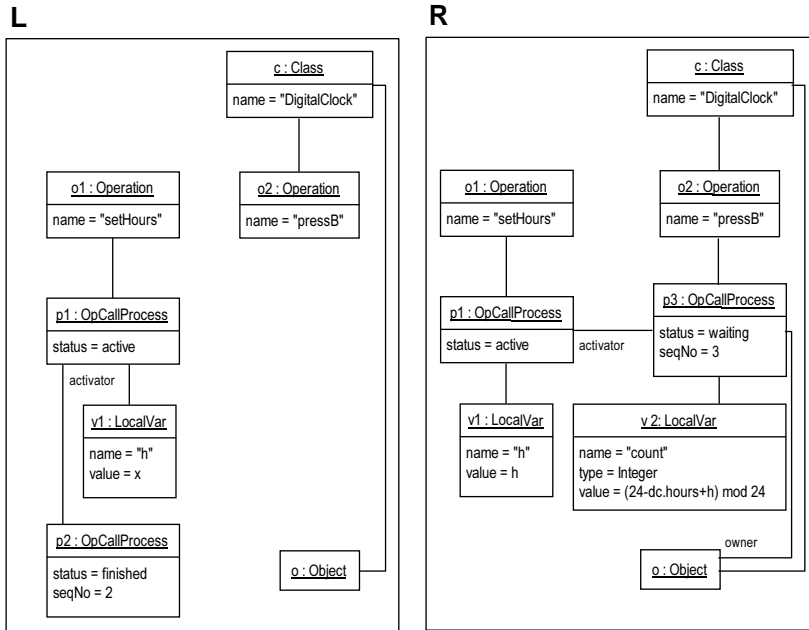 L
c : Class
name = "DigitalClock"
o1 : Operation
name = "setHours"
o2 : Operation
name = "pressB"
p1 : OpCallProcess
status = active
activator
v1 : LocalVar
name = "h"
value = x
p2 : OpCallProcess
status = finished
seqNo = 2
o : Object
R
c : Class
name = "DigitalClock"
o1 : Operation
name = "setHours"
o2 : Operation
name = "pressB"
p1 : OpCallProcess
status = active
activator
p3 : OpCallProcess
status = waiting
seqNo = 3
v1 : LocalVar
name = "h"
value = h
v 2: LocalVar
name = "count"
type = Integer
value = (24-dc.hours+h) mod 24
owner
o : Object